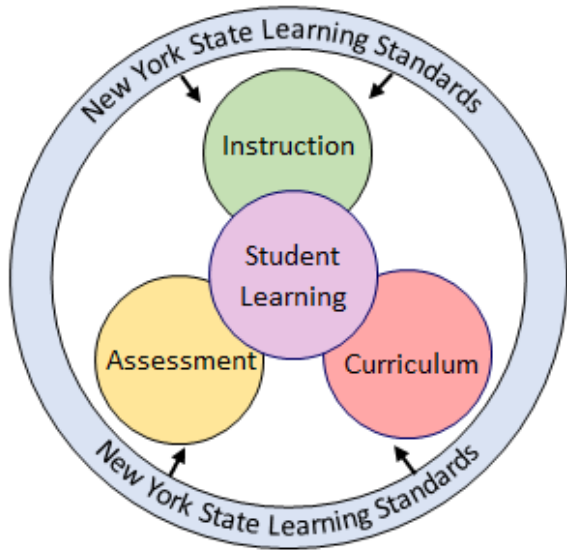 New York State Learning Standards
Instruction
Student
Learning
Assessment
Curriculum
New York State Learning Standards